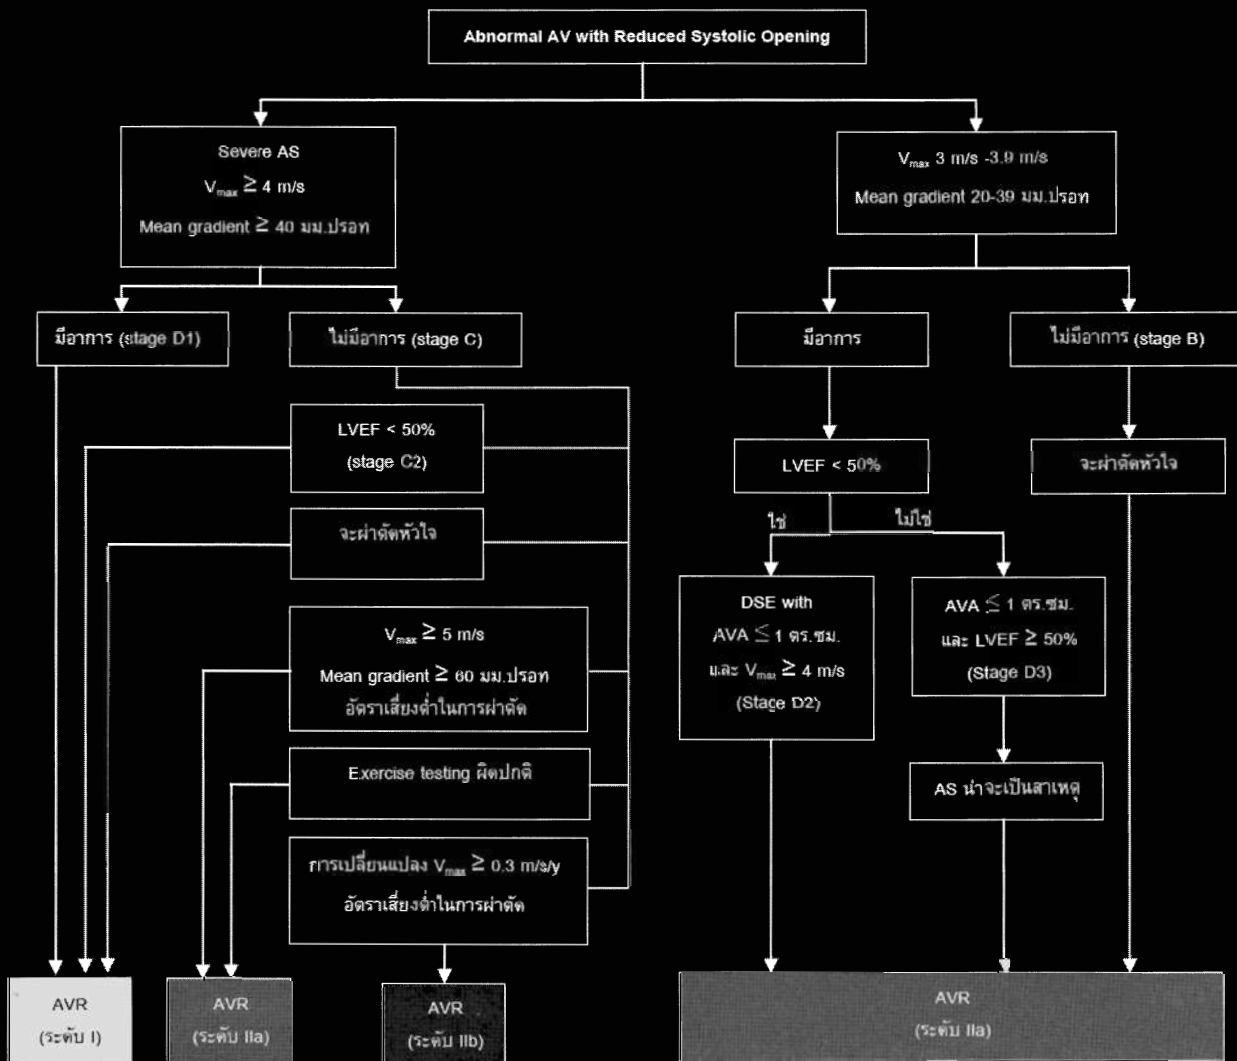 Abnormal AV with Reduced Systolic Opening
Severe AS
Vmax ≥ 4 m/s
Mean gradient ≥ 40 มม.ปรอท
Vmax 3 m/s -3.9 m/s
Mean gradient 20-39 มม.ปรอท
มีอาการ (stage D1)
ไม่มีอาการ (stage C)
มีอาการ
ไม่มีอาการ (stage B)
LVEF < 50%
(stage C2)
จะผ่าตัดหัวใจ
Vmax ≥ 5 m/s
Mean gradient ≥ 60 มม.ปรอท
อัตราเสี่ยงต่ำในการผ่าตัด
Exercise testing ผิดปกติ
การเปลี่ยนแปลง Vmax ≥ 0.3 m/s/y
อัตราเสี่ยงต่ำในการผ่าตัด
LVEF < 50%
จะผ่าตัดหัวใจ
ใช่
ไม่ใช่
DSE with
AVA ≤ 1 ตร.ซม.
และ Vmax ≥ 4 m/s
(Stage D2)
AVA ≤ 1 ตร.ซม.
และ LVEF ≥ 50%
(Stage D3)
AS น่าจะเป็นสาเหตุ
AVR
(ระดับ I)
AVR
(ระดับ IIa)
AVR
(ระดับ IIb)
AVR
(ระดับ IIa)